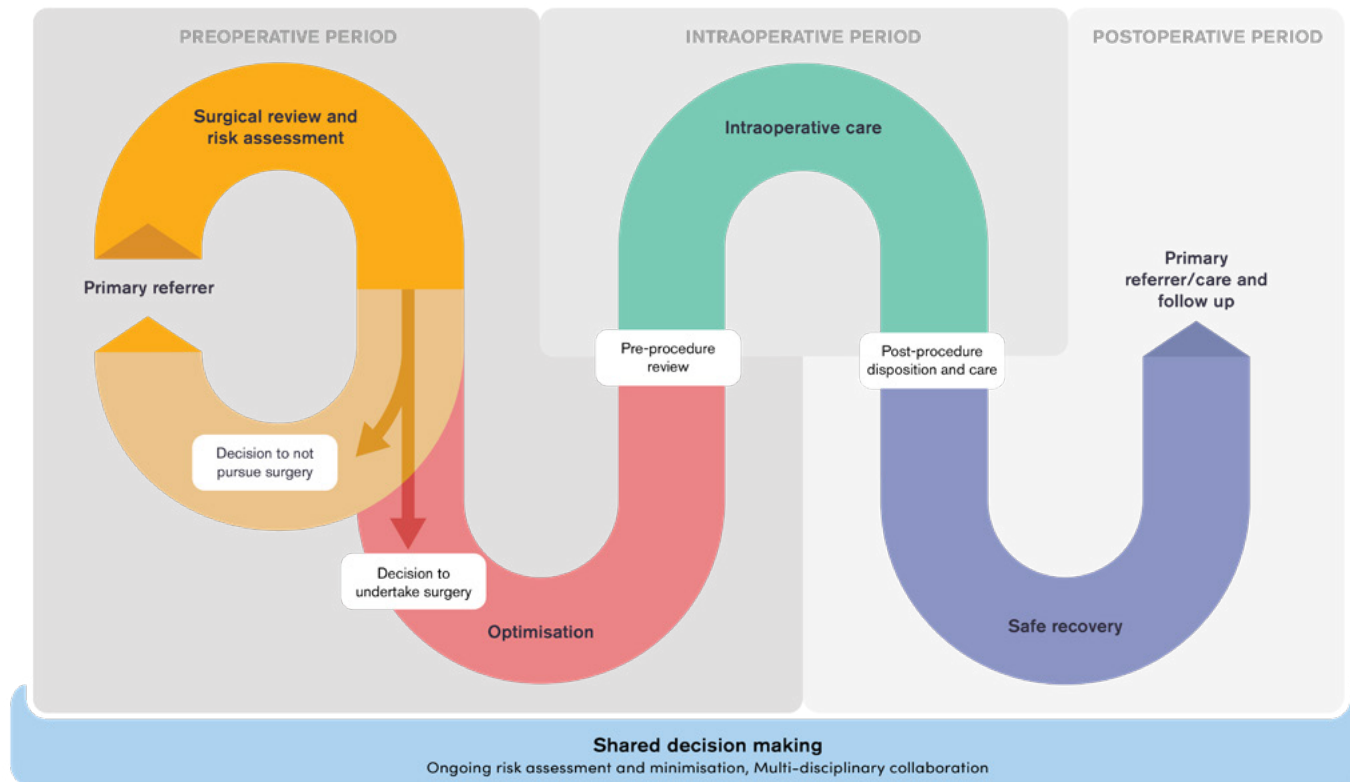 PREOPERATIVE PERIOD
INTRAOPERATIVE PERIOD
POSTOPERATIVE PERIOD
Surgical review and
risk assessment
Primary referrer
Decision to not
pursue surgery
Decision to
undertake surgery
Optimisation
Pre-procedure
review
Intraoperative care
Post-procedure
disposition and care
Safe recovery
Primary
referrer/care and
follow up
Shared decision making
Ongoing risk assessment and minimisation, Multi-disciplinary collaboration